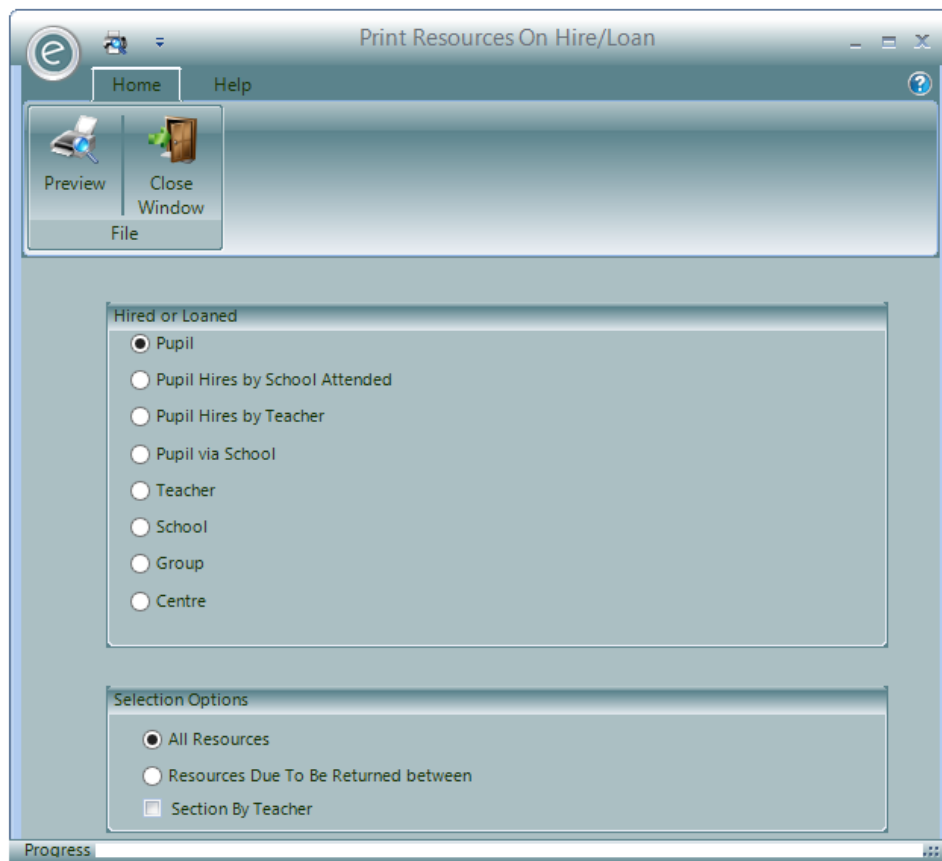 e
Print Resources On Hire/Loan
Home Help
Preview
Close
Window
File
Hired or Loaned
Pupil
Pupil Hires by School Attended
Pupil Hires by Teacher
Pupil via School
Teacher
School
Group
Centre
Selection Options
All Resources
Resources Due To Be Returned between
Section By Teacher
Progress